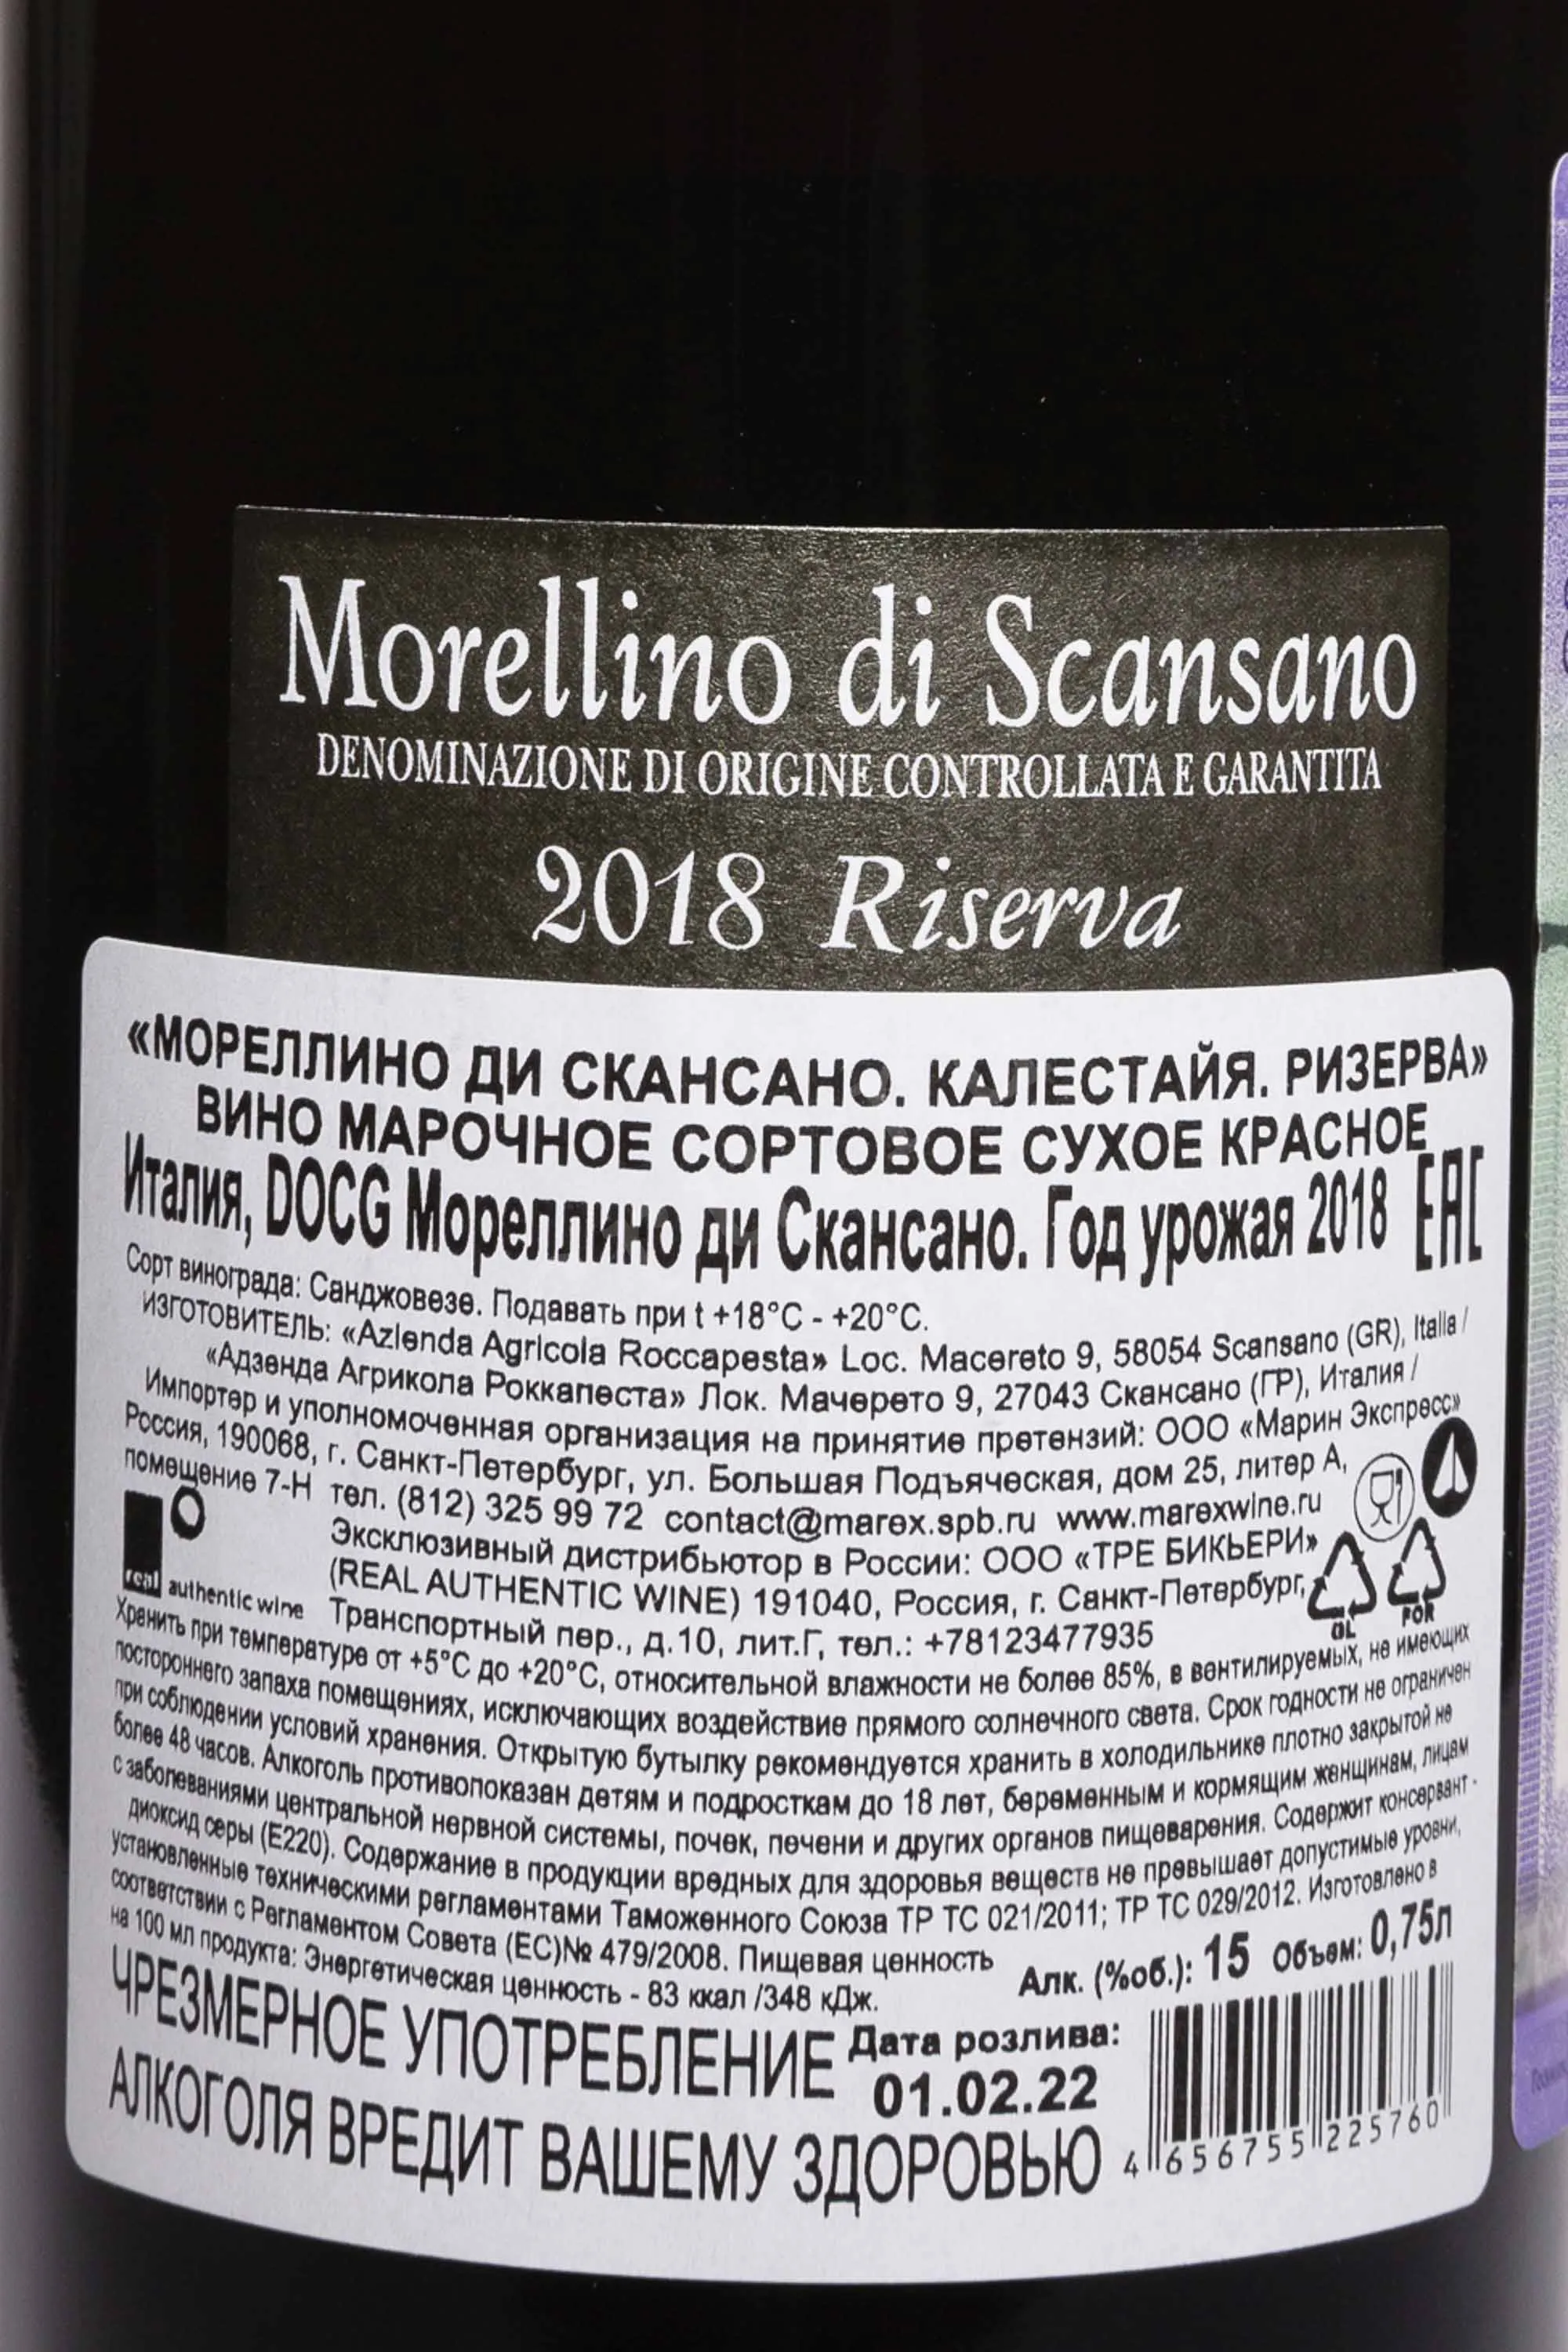 Morellino di Scansano
DENOMINAZIONE DI ORIGINE CONTROLLATA E GARANTITA
2018 Riserva
«МОРЕЛЛИНО ДИ СКАНСАНО. КАЛЕСТАЙЯ. РИЗЕРВА»
ВИНО МАРОЧНОЕ СОРТОВОЕ СУХОЕ КРАСНОЕ
Италия, DOCG Мореллино ди Скансано. Год урожая 2018 EAC
Сорт винограда: Санджовезе. Подавать при t +18°C - +20°C.
ИЗГОТОВИТЕЛЬ: «Azienda Agricola Roccapesta» Loc. Macereto 9, 58054 Scansano (GR), Italia /
«Адзенда Агрикола Роккапеста» Лок. Мачерето 9, 27043 Скансано (ГР), Италия /
Импортер и уполномоченная организация на принятие претензий: ООО «Марин Экспресс»
Россия, 190068, г. Санкт-Петербург, ул. Большая Подъяческая, дом 25, литер А,
помещение 7-Н тел. (812) 325 99 72 contact@marex.spb.ru www.marexwine.ru
Эксклюзивный дистрибьютор в России: ООО «ТРЕ БИКЬЕРИ»
(REAL AUTHENTIC WINE) 191040, Россия, г. Санкт-Петербург,
real authentic wine Транспортный пер., д.10, лит.Г, тел.: +78123477935
GL FOR
Хранить при температуре от +5°C до +20°C, относительной влажности не более 85%, в вентилируемых, не имеющих
постороннего запаха помещениях, исключающих воздействие прямого солнечного света. Срок годности не ограничен
при соблюдении условий хранения. Открытую бутылку рекомендуется хранить в холодильнике плотно закрытой не
более 48 часов. Алкоголь противопоказан детям и подросткам до 18 лет, беременным и кормящим женщинам, лицам
с заболеваниями центральной нервной системы, почек, печени и других органов пищеварения. Содержит консервант -
диоксид серы (E220). Содержание в продукции вредных для здоровья веществ не превышает допустимые уровни,
установленные техническими регламентами Таможенного Союза ТР ТС 021/2011; ТР ТС 029/2012. Изготовлено в
соответствии с Регламентом Совета (ЕС)№ 479/2008. Пищевая ценность
на 100 мл продукта: Энергетическая ценность - 83 ккал /348 кДж.
Алк. (%об.): 15 Объем: 0,75л
ЧРЕЗМЕРНОЕ УПОТРЕБЛЕНИЕ
АЛКОГОЛЯ ВРЕДИТ ВАШЕМУ ЗДОРОВЬЮ
Дата розлива:
01.02.22
4 656755 225760